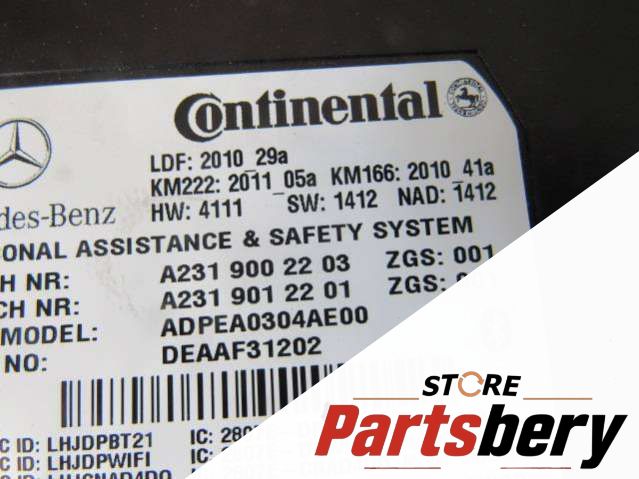 Continental
LDF: 2010_29a
KM222: 2011_05a KM166: 2010_41a
HW: 4111 SW: 1412 NAD: 1412
des-Benz
ONAL ASSISTANCE & SAFETY SYSTEM
H NR: A231 900 22 03 ZGS: 001
CH NR: A231 901 22 01 ZGS:
MODEL: ADPEA0304AE00
NO: DEAAF31202
C ID: LHJDPBT21 IC:
C ID: LHJDPWIFI IC:
STORE
Partsbery